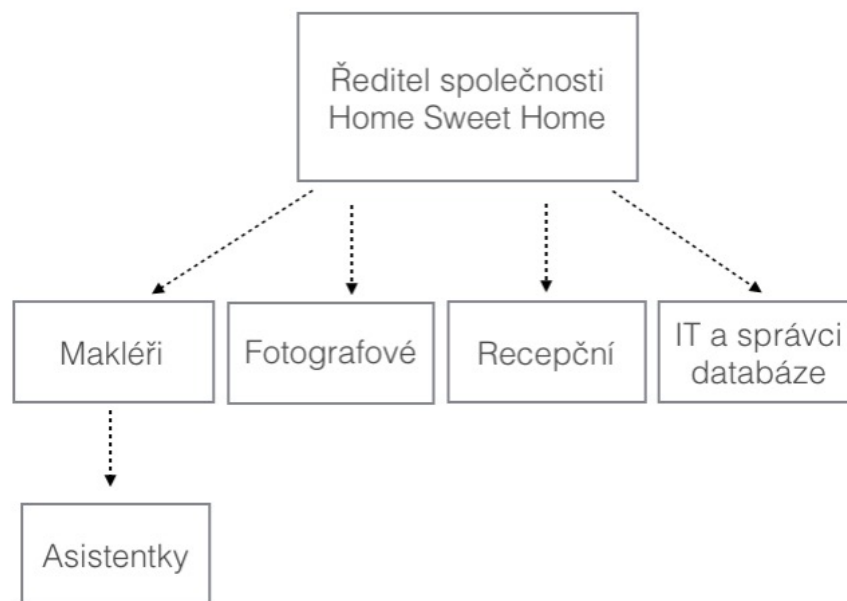 Ředitel společnosti
Home Sweet Home
Makléři
Fotografové
Recepční
IT a správci
databáze
Asistentky